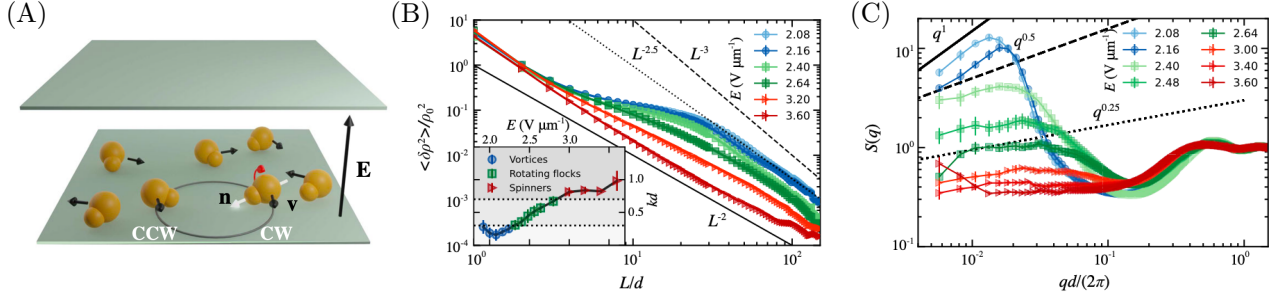 (A)
E
n
v
CCW
CW
(B)
<δρ²>/ρ₀²
10¹
10⁰
10⁻¹
10⁻²
10⁻³
10⁻⁴
L⁻²·⁵
L⁻³
E (V μm⁻¹)
2.08
2.16
2.40
2.64
3.20
3.60
E (V μm⁻¹)
2.0 2.5 3.0 3.5
Vortices
Rotating flocks
Spinners
1.0
0.5
kd
L⁻²
10⁰ 10¹ 10²
L/d
(C)
S(q)
10¹
10⁰
10⁻¹
q¹
q⁰·⁵
q⁰·²⁵
E (V μm⁻¹)
2.08 2.64
2.16 3.00
2.40 3.40
2.48 3.60
10⁻² 10⁻¹ 10⁰
qd/(2π)